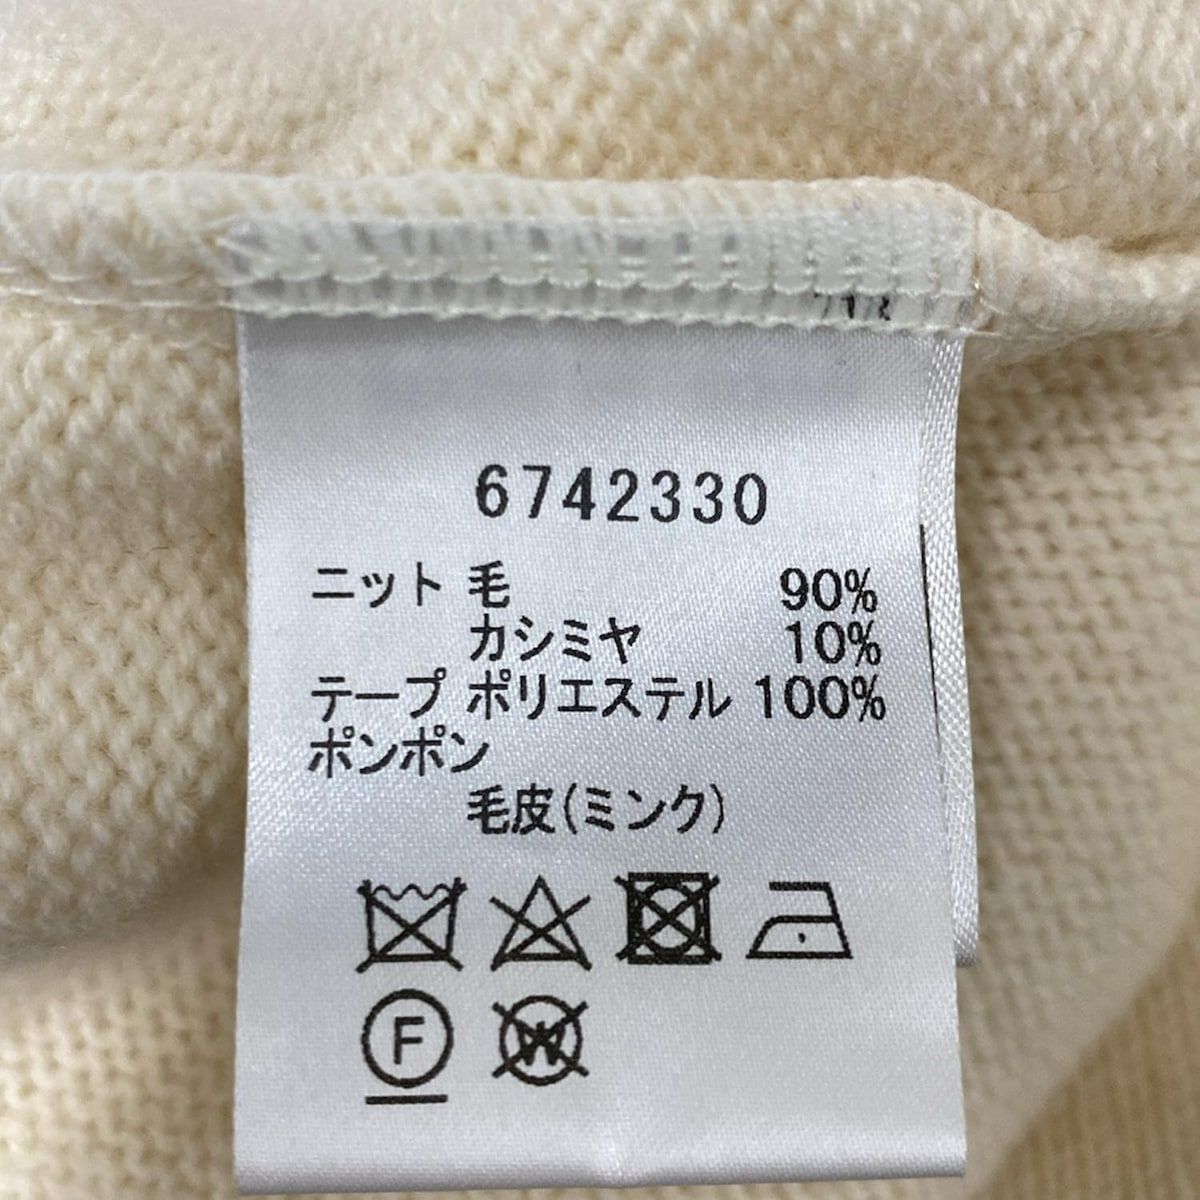 6742330
ニット 毛 90%
カシミヤ 10%
テープ ポリエステル 100%
ポンポン
毛皮(ミンク)
F W